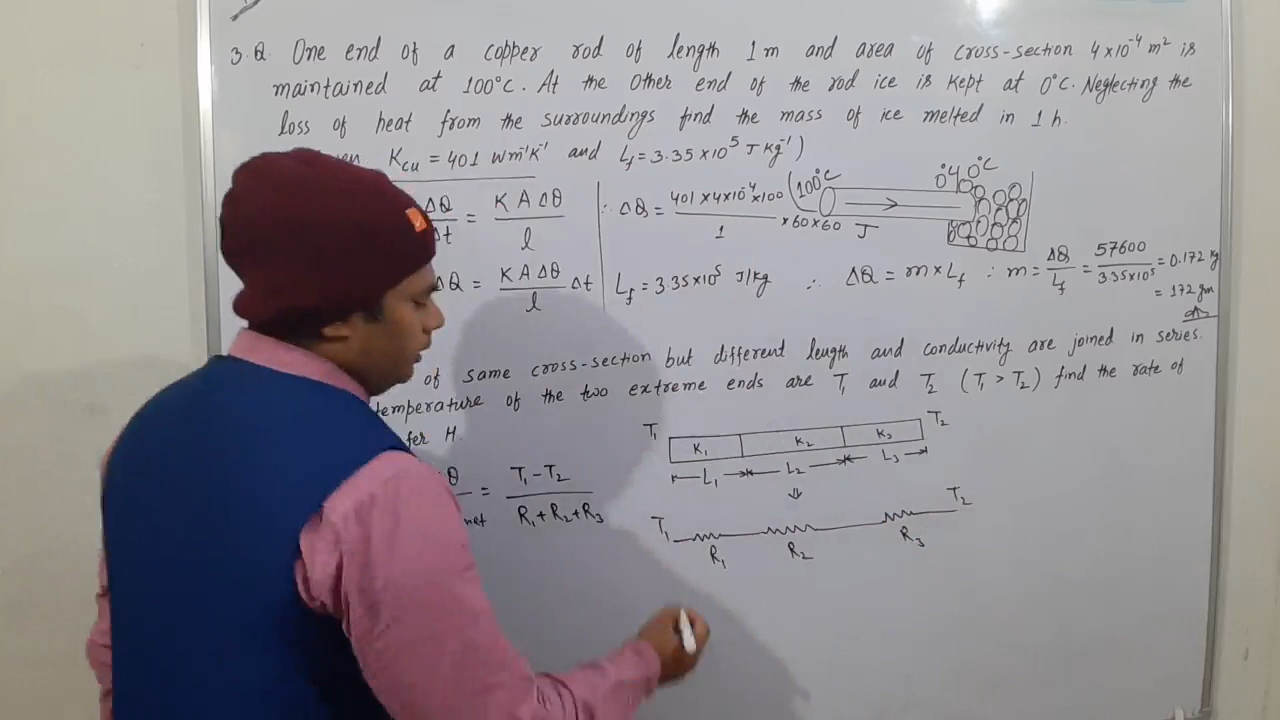 3.Q. One end of a copper rod of length 1 m and area of cross-section 4×10⁻⁴ m² is
maintained at 100°C. At the other end of the rod ice is kept at 0°C. Neglecting the
loss of heat from the surroundings find the mass of ice melted in 1 h.
K_Cu = 401 Wm⁻¹K⁻¹ and L_f = 3.35×10⁵ J Kg⁻¹)
ΔQ/Δt = K A Δθ / l
∴ ΔQ = 401×4×10⁻⁴×100 / 1 ×60×60 J
100°C
0°C
ΔQ = K A Δθ / l Δt
L_f = 3.35×10⁵ J/kg
∴ ΔQ = m × L_f
∴ m = ΔQ / L_f = 57600 / 3.35×10⁵ = 0.172 kg
= 172 gm
of same cross-section but different length and conductivity are joined in series.
temperature of the two extreme ends are T₁ and T₂ (T₁ > T₂) find the rate of
fer H.
T₁ K₁ K₂ K₃ T₂
L₁ L₂ L₃
θ / net = T₁-T₂ / R₁+R₂+R₃
T₁ R₁ R₂ R₃ T₂